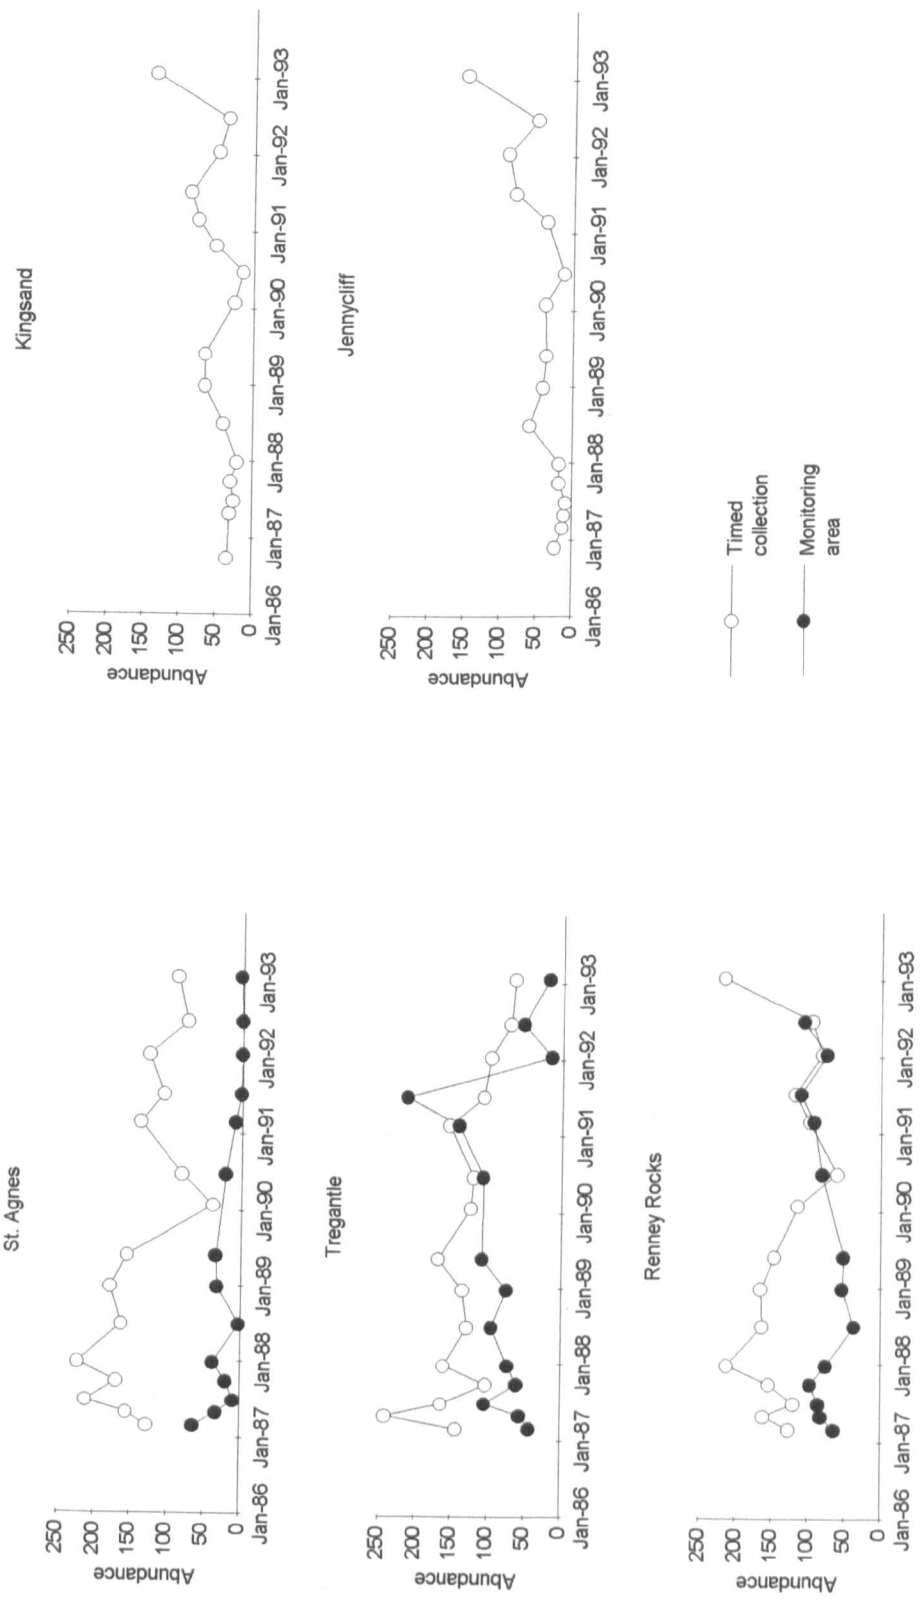 St. Agnes
Abundance
250
200
150
100
50
0
Jan-86
Jan-87
Jan-88
Jan-89
Jan-90
Jan-91
Jan-92
Jan-93
Kingsand
Abundance
250
200
150
100
50
0
Jan-86
Jan-87
Jan-88
Jan-89
Jan-90
Jan-91
Jan-92
Jan-93
Tregantle
Abundance
250
200
150
100
50
0
Jan-86
Jan-87
Jan-88
Jan-89
Jan-90
Jan-91
Jan-92
Jan-93
Jennycliff
Abundance
250
200
150
100
50
0
Jan-86
Jan-87
Jan-88
Jan-89
Jan-90
Jan-91
Jan-92
Jan-93
Renney Rocks
Abundance
250
200
150
100
50
0
Jan-86
Jan-87
Jan-88
Jan-89
Jan-90
Jan-91
Jan-92
Jan-93
Timed
collection
Monitoring
area